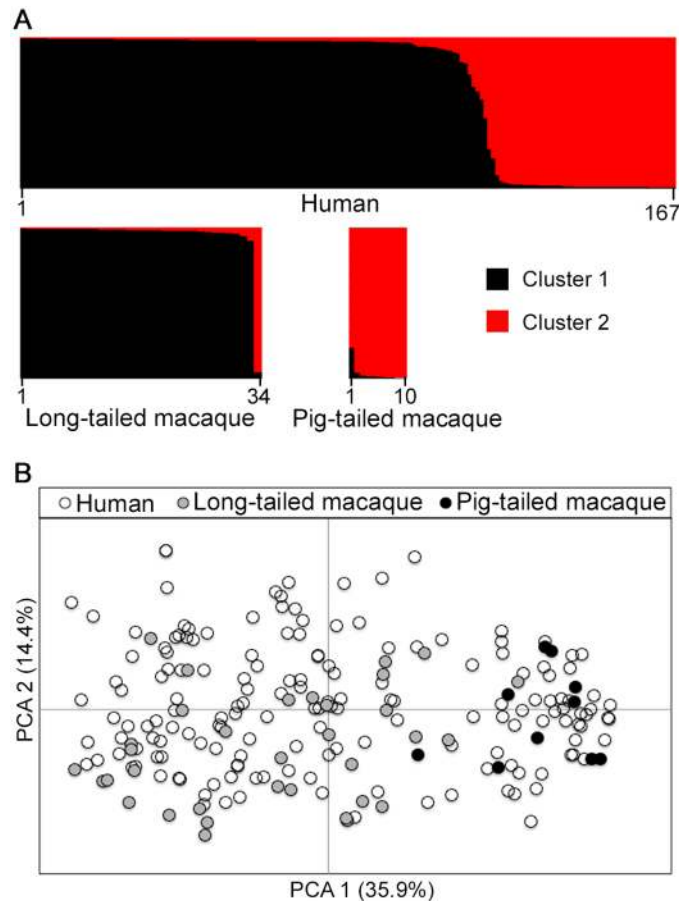 A
1 Human 167
Cluster 1
Cluster 2
1 34 1 10
Long-tailed macaque Pig-tailed macaque
B
Human Long-tailed macaque Pig-tailed macaque
PCA 2 (14.4%)
PCA 1 (35.9%)